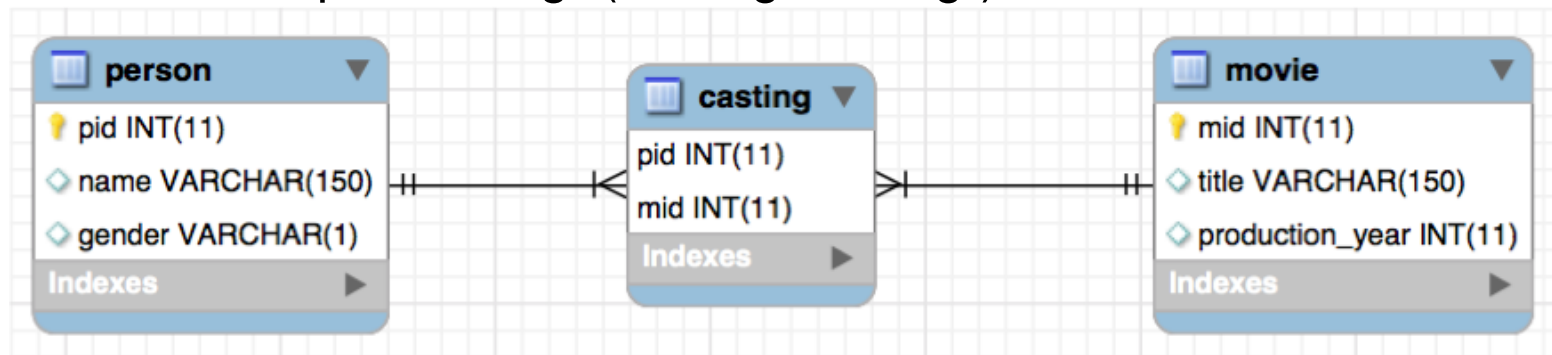 person
pid INT(11)
name VARCHAR(150)
gender VARCHAR(1)
Indexes
casting
pid INT(11)
mid INT(11)
Indexes
movie
mid INT(11)
title VARCHAR(150)
production_year INT(11)
Indexes